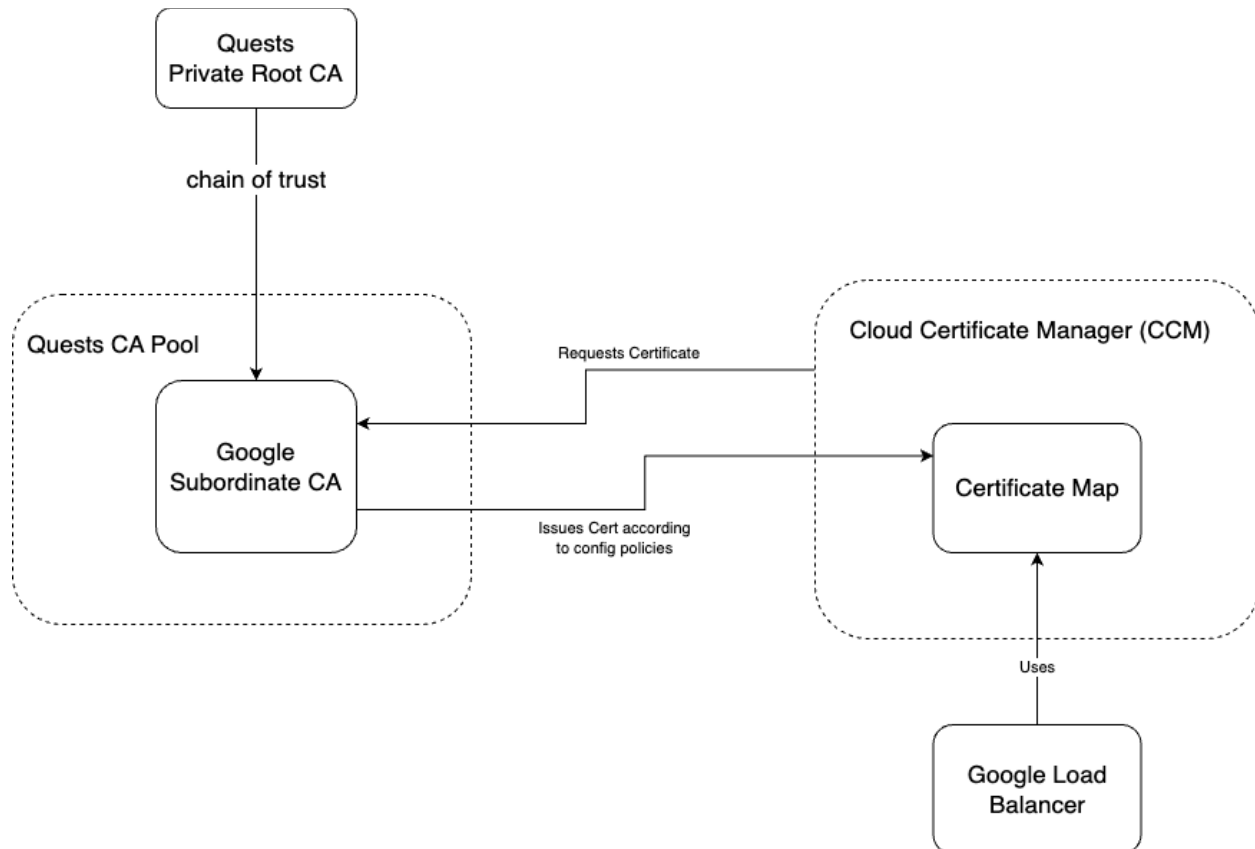 Quests
Private Root CA
chain of trust
Quests CA Pool
Google
Subordinate CA
Requests Certificate
Issues Cert according
to config policies
Cloud Certificate Manager (CCM)
Certificate Map
Uses
Google Load
Balancer